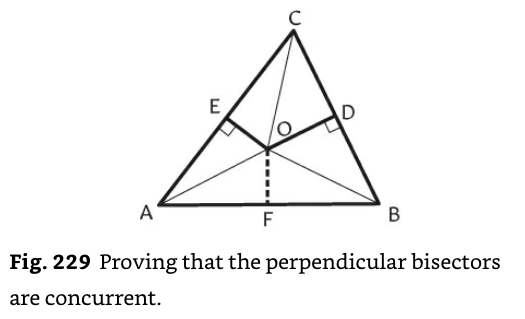 C
E
D
O
A
F
B
Fig. 229 Proving that the perpendicular bisectors
are concurrent.